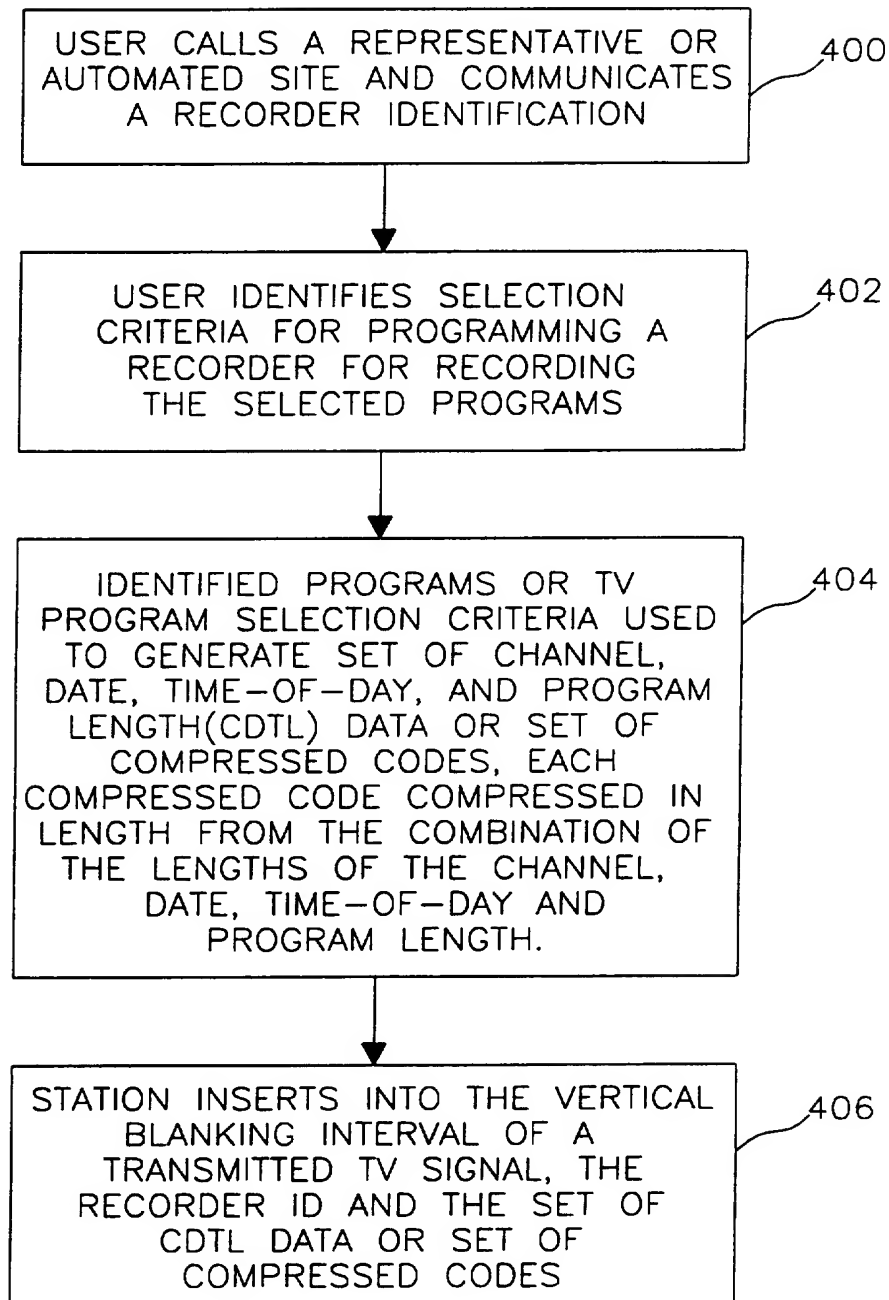 USER CALLS A REPRESENTATIVE OR
AUTOMATED SITE AND COMMUNICATES
A RECORDER IDENTIFICATION
400
USER IDENTIFIES SELECTION
CRITERIA FOR PROGRAMMING A
RECORDER FOR RECORDING
THE SELECTED PROGRAMS
402
IDENTIFIED PROGRAMS OR TV
PROGRAM SELECTION CRITERIA USED
TO GENERATE SET OF CHANNEL,
DATE, TIME-OF-DAY, AND PROGRAM
LENGTH(CDTL) DATA OR SET OF
COMPRESSED CODES, EACH
COMPRESSED CODE COMPRESSED IN
LENGTH FROM THE COMBINATION OF
THE LENGTHS OF THE CHANNEL,
DATE, TIME-OF-DAY AND
PROGRAM LENGTH.
404
STATION INSERTS INTO THE VERTICAL
BLANKING INTERVAL OF A
TRANSMITTED TV SIGNAL, THE
RECORDER ID AND THE SET OF
CDTL DATA OR SET OF
COMPRESSED CODES
406